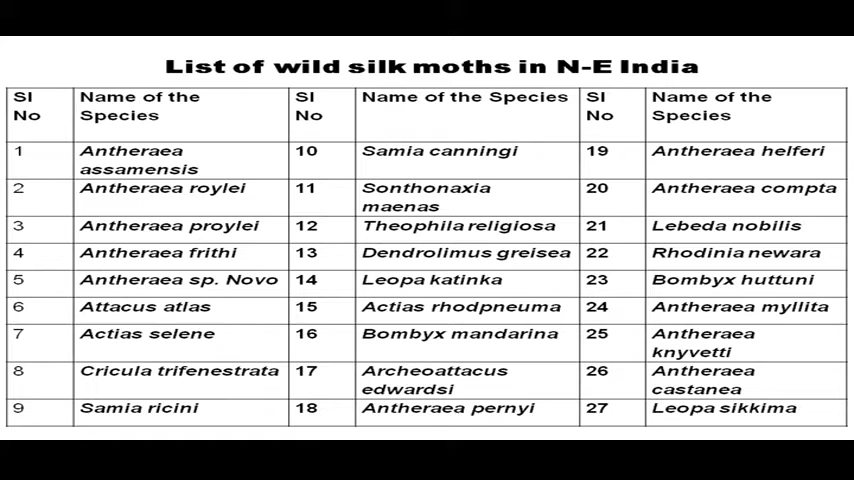 List of wild silk moths in N-E India
Sl No Name of the Species Sl No Name of the Species Sl No Name of the Species
1 Antheraea assamensis 10 Samia canningi 19 Antheraea helferi
2 Antheraea roylei 11 Sonthonaxia maenas 20 Antheraea compta
3 Antheraea proylei 12 Theophila religiosa 21 Lebeda nobilis
4 Antheraea frithi 13 Dendrolimus greisea 22 Rhodinia newara
5 Antheraea sp. Novo 14 Leopa katinka 23 Bombyx huttuni
6 Attacus atlas 15 Actias rhodpneuma 24 Antheraea myllita
7 Actias selene 16 Bombyx mandarina 25 Antheraea knyvetti
8 Cricula trifenestrata 17 Archeoattacus edwardsi 26 Antheraea castanea
9 Samia ricini 18 Antheraea pernyi 27 Leopa sikkima